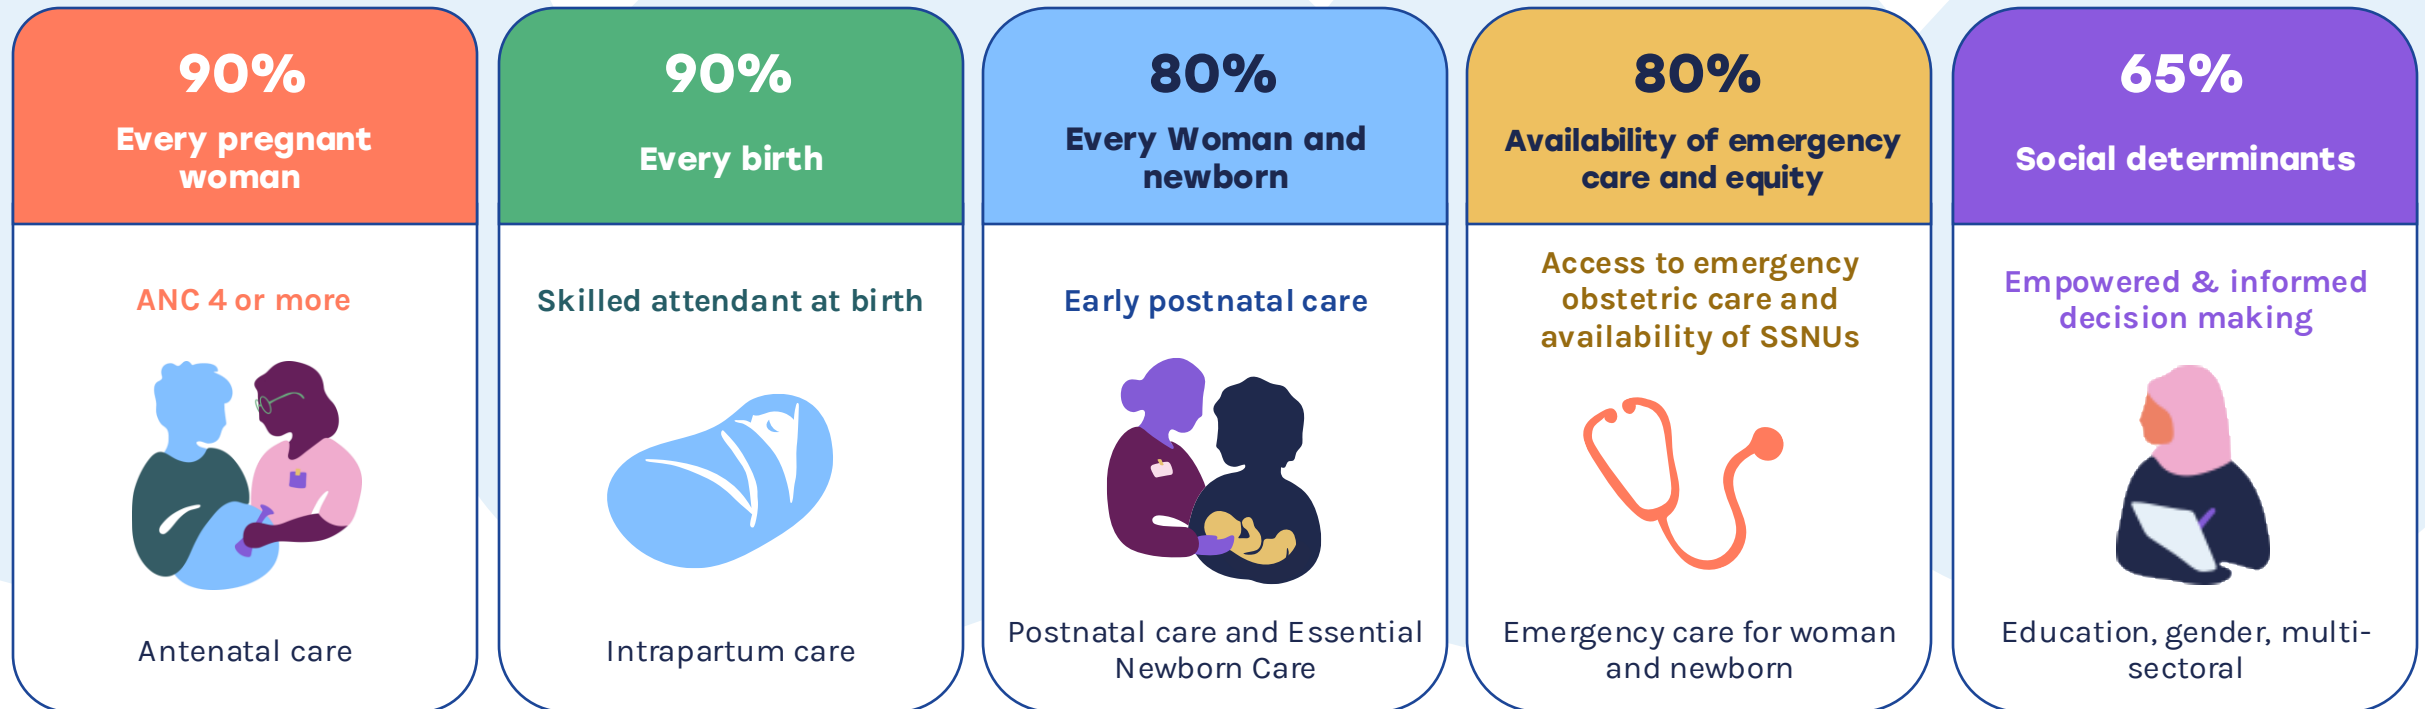 90%
Every pregnant
woman
ANC 4 or more
Antenatal care
90%
Every birth
Skilled attendant at birth
Intrapartum care
80%
Every Woman and
newborn
Early postnatal care
Postnatal care and Essential
Newborn Care
80%
Availability of emergency
care and equity
Access to emergency
obstetric care and
availability of SSNUs
Emergency care for woman
and newborn
65%
Social determinants
Empowered & informed
decision making
Education, gender, multi-
sectoral